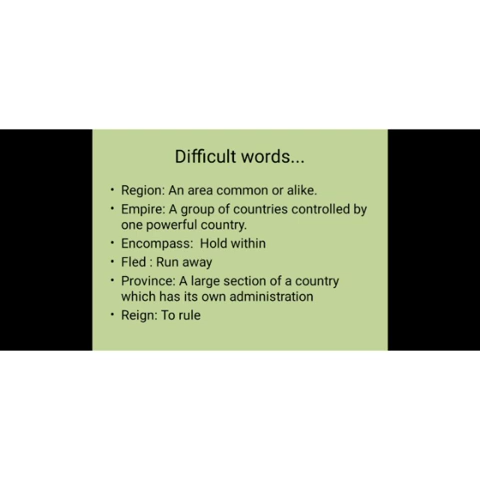 Difficult words...
• Region: An area common or alike.
• Empire: A group of countries controlled by
one powerful country.
• Encompass:  Hold within
• Fled : Run away
• Province: A large section of a country
which has its own administration
• Reign: To rule